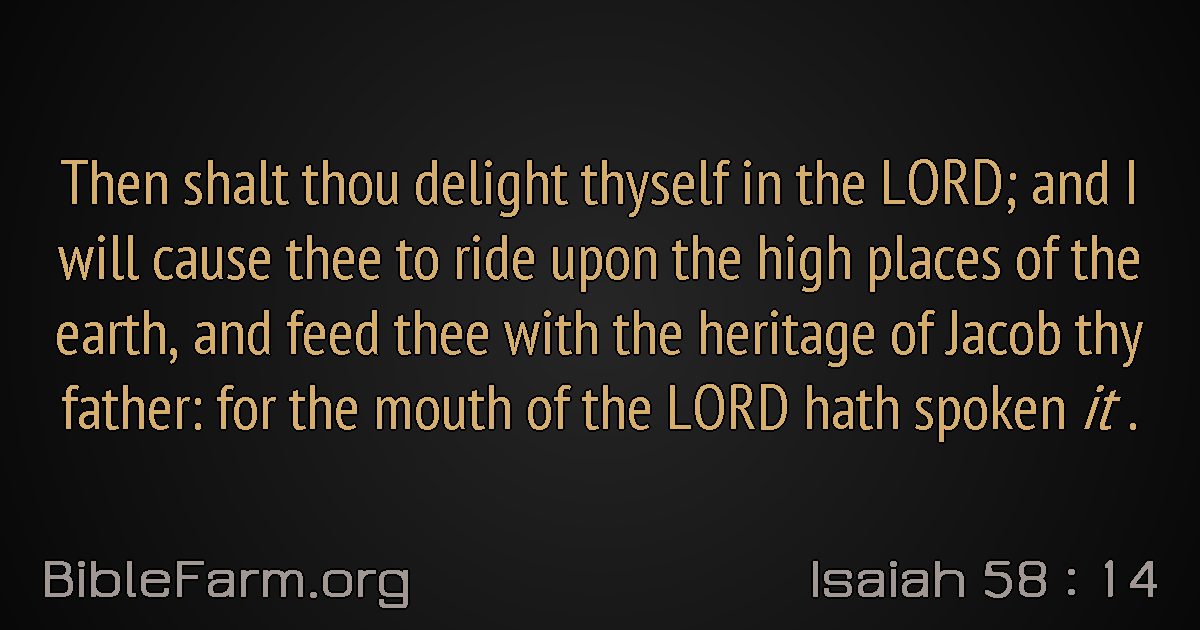 Then shalt thou delight thyself in the LORD; and I
will cause thee to ride upon the high places of the
earth, and feed thee with the heritage of Jacob thy
father: for the mouth of the LORD hath spoken it .
BibleFarm.org
Isaiah 58 : 14